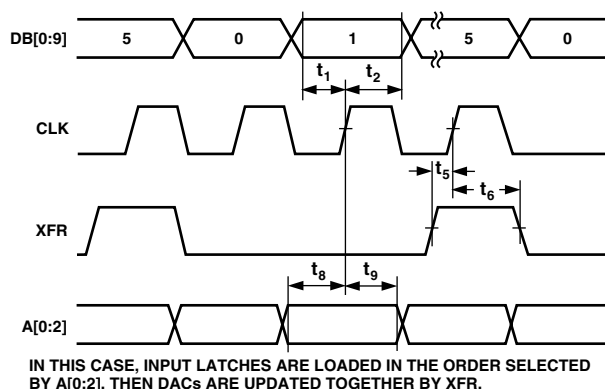 DB[0:9] 5 0 1 5 0
t1 t2
CLK
t5
t6
XFR
t8 t9
A[0:2]
IN THIS CASE, INPUT LATCHES ARE LOADED IN THE ORDER SELECTED
BY A[0:2]. THEN DACs ARE UPDATED TOGETHER BY XFR.